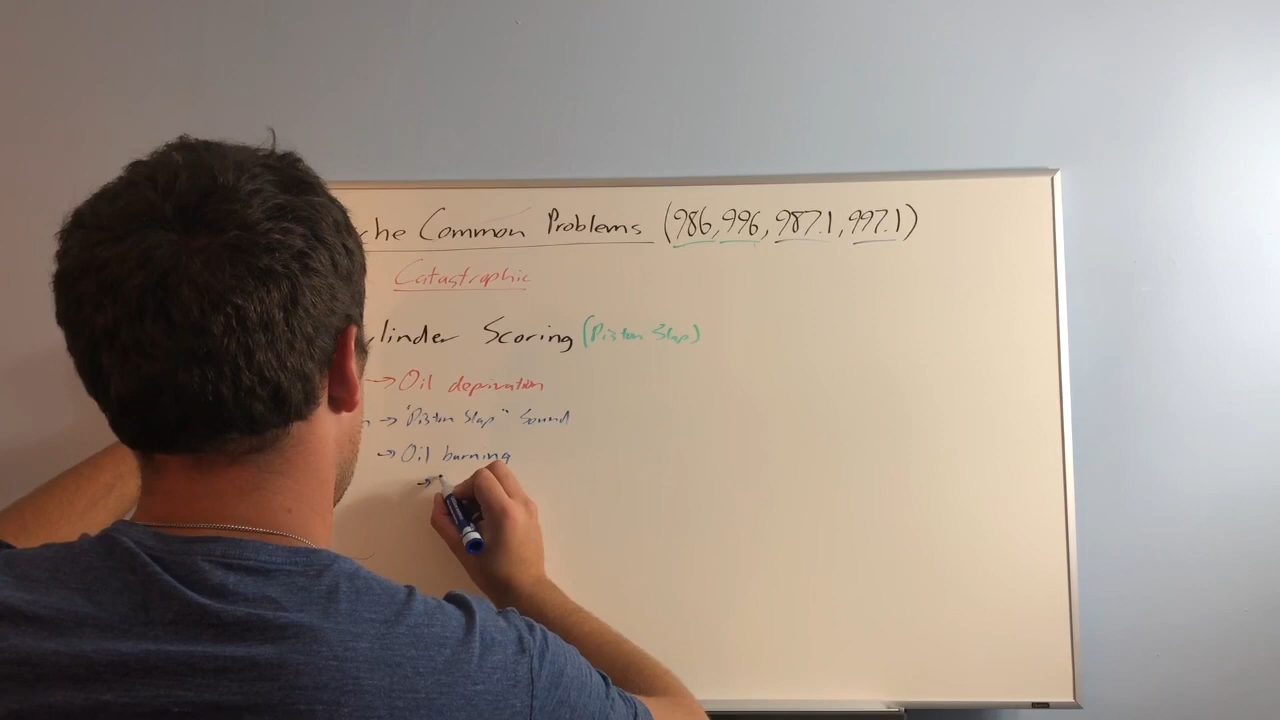 che Common Problems (986, 996, 987.1, 997.1)
Catastrophic
linder Scoring (Piston Slap)
→ Oil deprivation
→ "Piston Slap" Sound
→ Oil burning
→